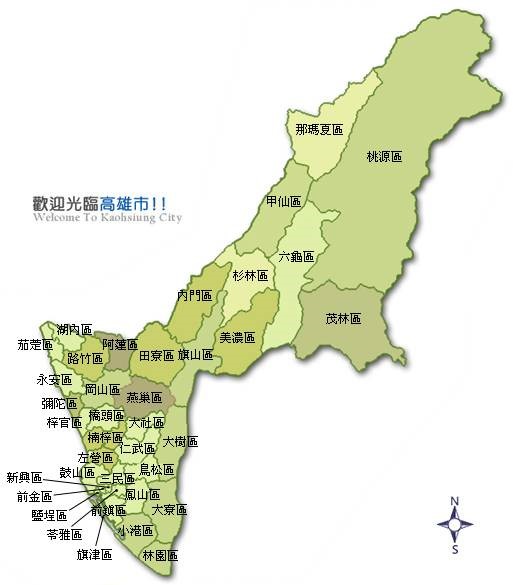 那瑪夏區
桃源區
甲仙區
歡迎光臨高雄市!!
Welcome To Kaohsiung City
六龜區
杉林區
內門區
茂林區
湖內區
美濃區
茄萣區
阿蓮區
路竹區
田寮區
旗山區
永安區
岡山區
燕巢區
彌陀區
橋頭區
梓官區
大社區
楠梓區
大樹區
仁武區
左營區
鼓山區
鳥松區
新興區
三民區
前金區
鳳山區
鹽埕區
前鎮區
大寮區
苓雅區
小港區
旗津區
林園區
N
W
E
S